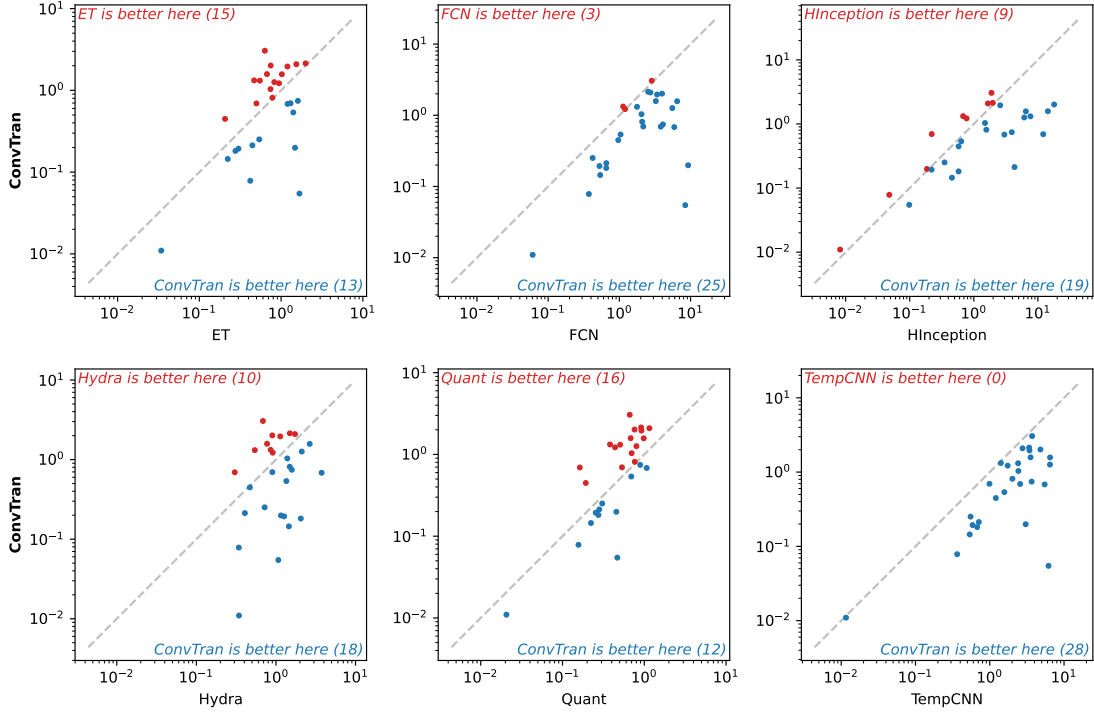 ET is better here (15)
ConvTran is better here (13)
ConvTran
10¹
10⁰
10⁻¹
10⁻²
10⁻² 10⁻¹ 10⁰ 10¹
ET
FCN is better here (3)
ConvTran is better here (25)
10¹
10⁰
10⁻¹
10⁻²
10⁻² 10⁻¹ 10⁰ 10¹
FCN
HInception is better here (9)
ConvTran is better here (19)
10¹
10⁰
10⁻¹
10⁻²
10⁻² 10⁻¹ 10⁰ 10¹
HInception
Hydra is better here (10)
ConvTran is better here (18)
ConvTran
10¹
10⁰
10⁻¹
10⁻²
10⁻² 10⁻¹ 10⁰ 10¹
Hydra
Quant is better here (16)
ConvTran is better here (12)
10¹
10⁰
10⁻¹
10⁻²
10⁻² 10⁻¹ 10⁰ 10¹
Quant
TempCNN is better here (0)
ConvTran is better here (28)
10¹
10⁰
10⁻¹
10⁻²
10⁻² 10⁻¹ 10⁰ 10¹
TempCNN